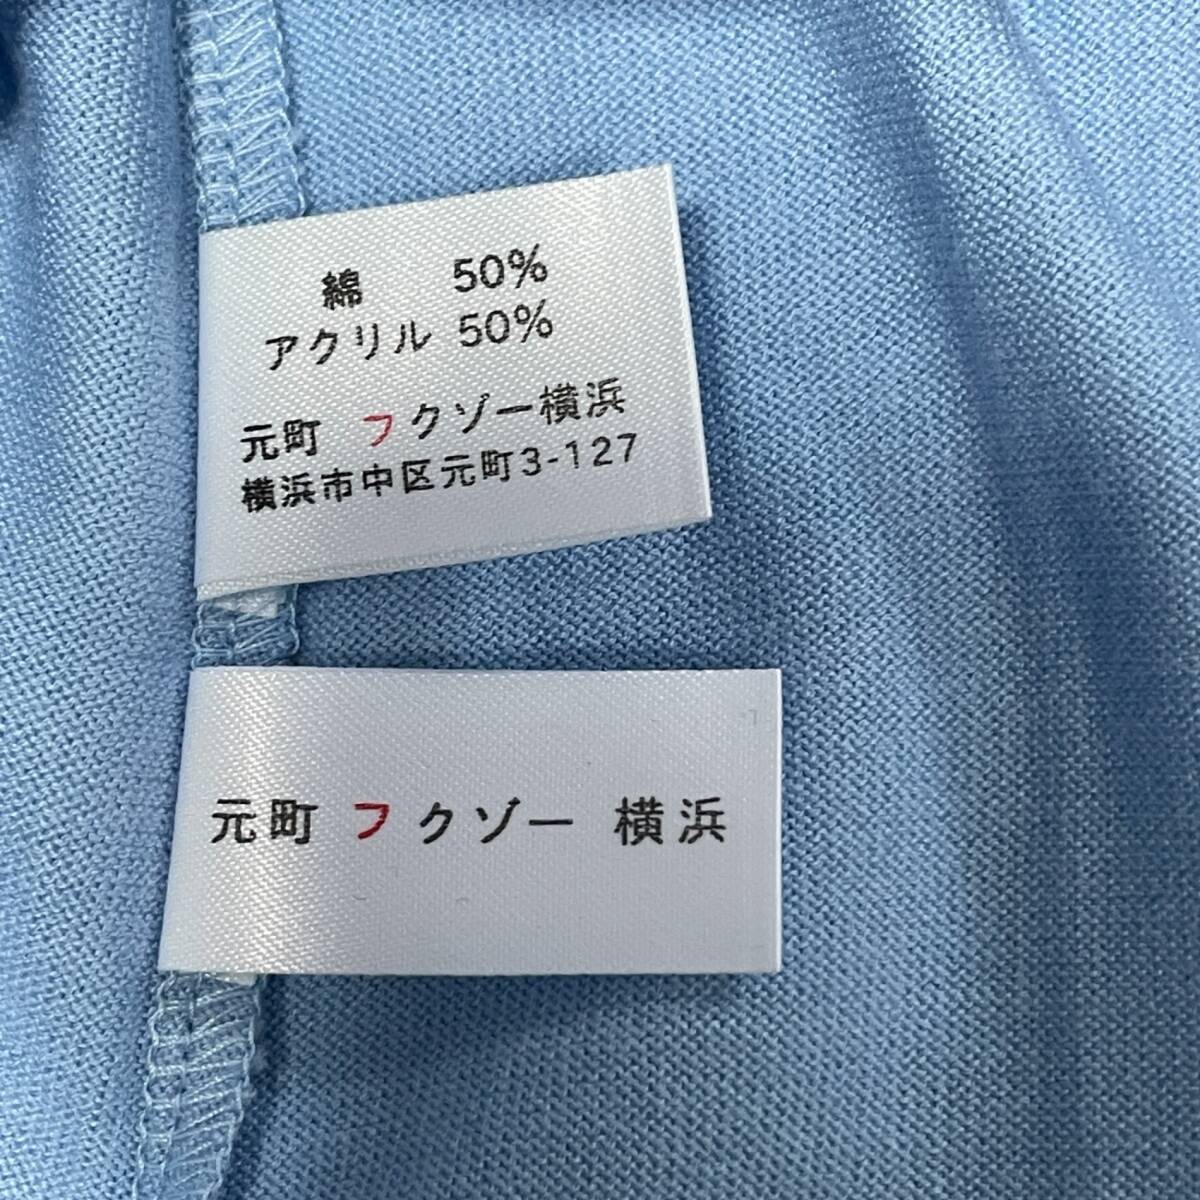 綿 50%
アクリル 50%
元町 フクゾー横浜
横浜市中区元町3-127
元町 フクゾー 横浜